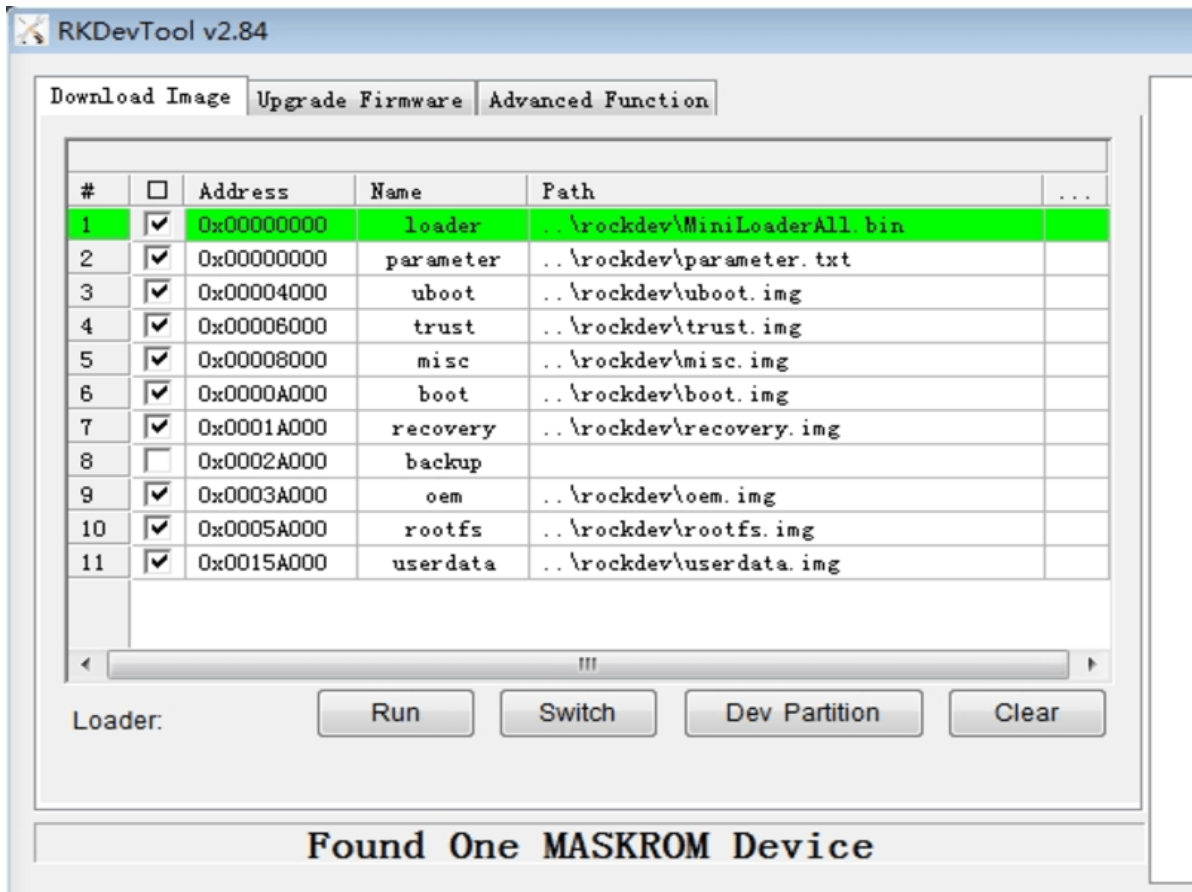 RKDevTool v2.84
Download Image Upgrade Firmware Advanced Function
# Address Name Path ...
1 0x00000000 loader ..\rockdev\MiniLoaderAll.bin
2 0x00000000 parameter ..\rockdev\parameter.txt
3 0x00004000 uboot ..\rockdev\uboot.img
4 0x00006000 trust ..\rockdev\trust.img
5 0x00008000 misc ..\rockdev\misc.img
6 0x0000A000 boot ..\rockdev\boot.img
7 0x0001A000 recovery ..\rockdev\recovery.img
8 0x0002A000 backup
9 0x0003A000 oem ..\rockdev\oem.img
10 0x0005A000 rootfs ..\rockdev\rootfs.img
11 0x0015A000 userdata ..\rockdev\userdata.img
Loader: Run Switch Dev Partition Clear
Found One MASKROM Device